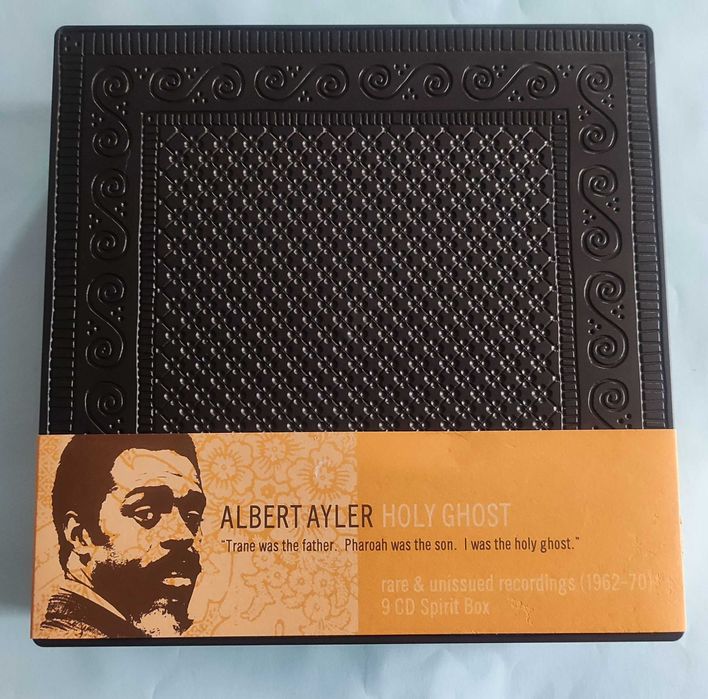 ALBERT AYLER HOLY GHOST
“Trane was the father. Pharoah was the son. I was the holy ghost.”
rare & unissued recordings (1962–70)
9 CD Spirit Box